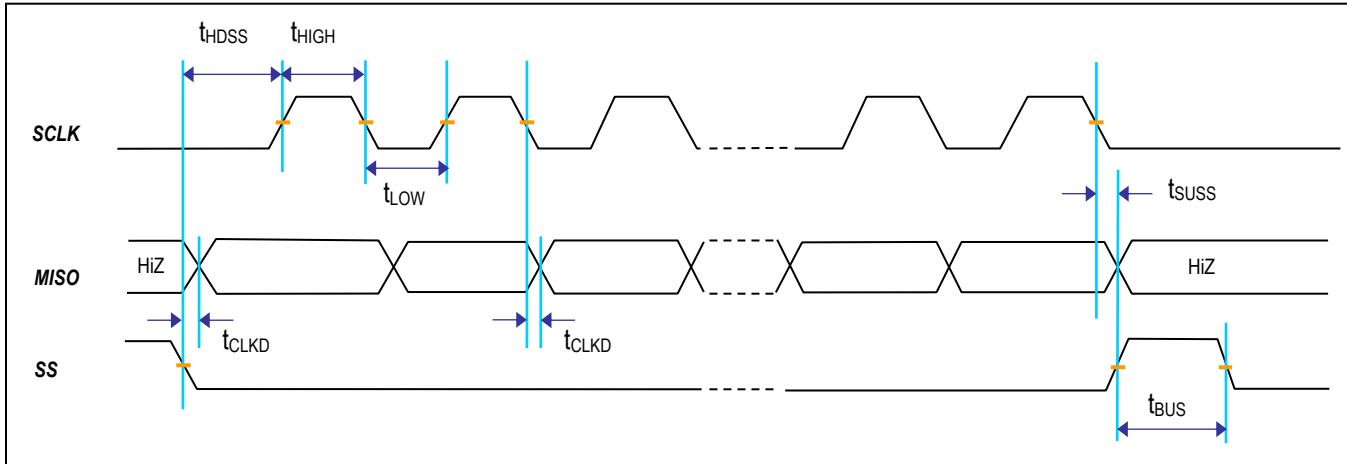 tHDSS tHIGH
SCLK
tLOW
tSUSS
HiZ HiZ
MISO
tCLKD tCLKD
SS
tBUS